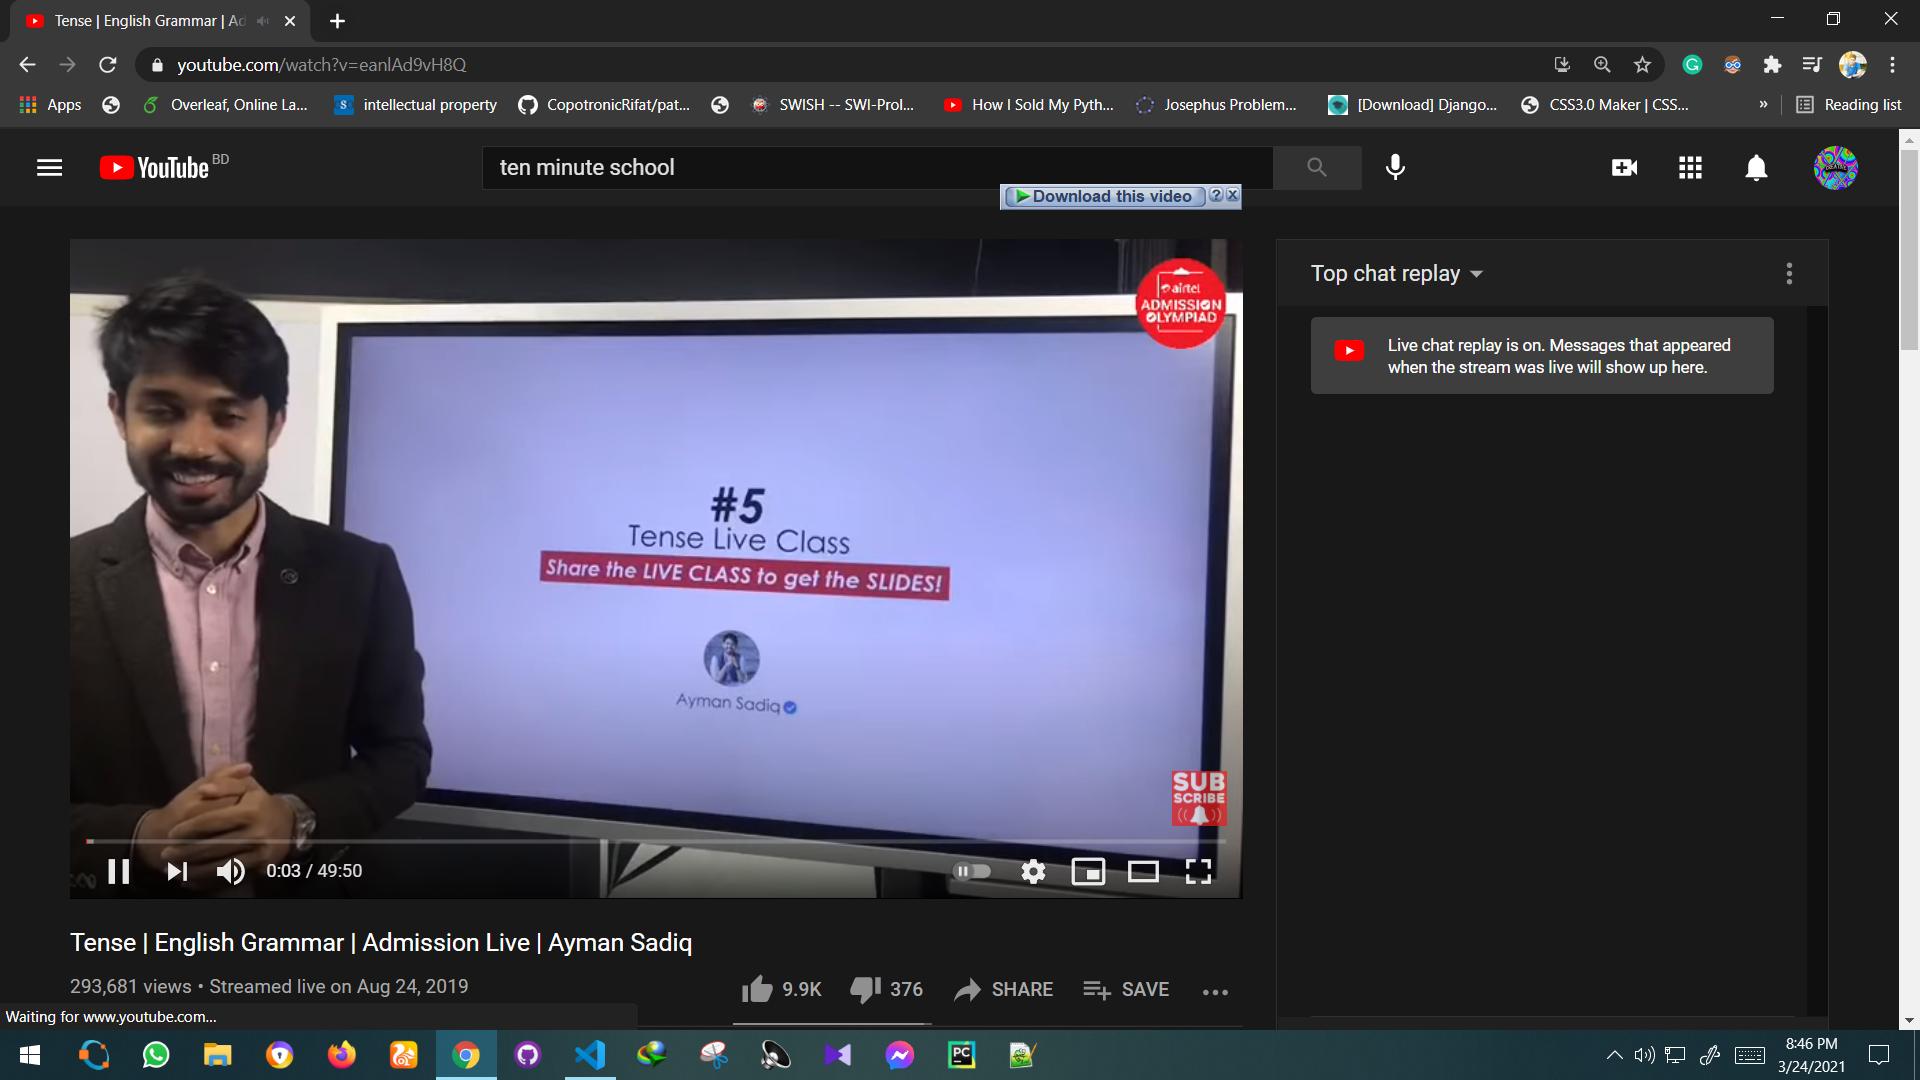 Tense | English Grammar | Ad
youtube.com/watch?v=eanlAd9vH8Q
Apps
Overleaf, Online La...
intellectual property
CopotronicRifat/pat...
SWISH -- SWI-Prol...
How I Sold My Pyth...
Josephus Problem...
[Download] Django...
CSS3.0 Maker | CSS...
»
Reading list
YouTube BD
ten minute school
Download this video
airtel
ADMISSION
OLYMPIAD
Top chat replay
Live chat replay is on. Messages that appeared
when the stream was live will show up here.
#5
Tense Live Class
Share the LIVE CLASS to get the SLIDES!
Ayman Sadiq
SUB
SCRIBE
0:03 / 49:50
Tense | English Grammar | Admission Live | Ayman Sadiq
293,681 views • Streamed live on Aug 24, 2019
9.9K
376
SHARE
SAVE
Waiting for www.youtube.com...
PC
8:46 PM
3/24/2021